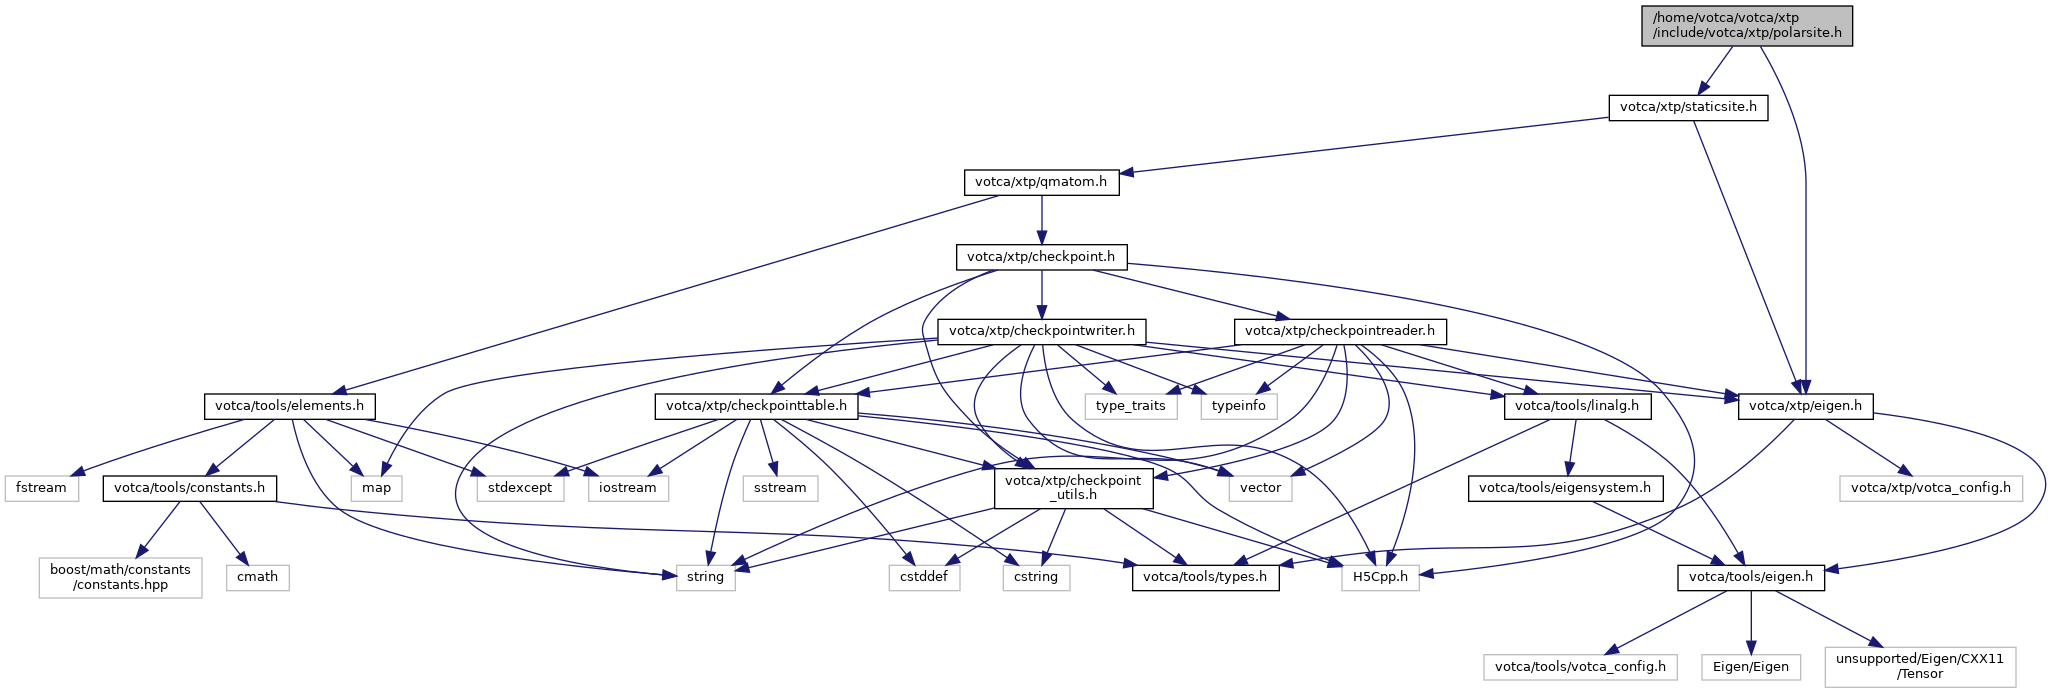 /home/votca/votca/xtp
/include/votca/xtp/polarsite.h
votca/xtp/staticsite.h
votca/xtp/qmatom.h
votca/xtp/checkpoint.h
votca/xtp/checkpointwriter.h
votca/xtp/checkpointreader.h
votca/tools/elements.h
votca/xtp/checkpointtable.h
type_traits
typeinfo
votca/tools/linalg.h
votca/xtp/eigen.h
fstream
votca/tools/constants.h
map
stdexcept
iostream
sstream
votca/xtp/checkpoint
_utils.h
vector
votca/tools/eigensystem.h
votca/xtp/votca_config.h
boost/math/constants
/constants.hpp
cmath
string
cstddef
cstring
votca/tools/types.h
H5Cpp.h
votca/tools/eigen.h
votca/tools/votca_config.h
Eigen/Eigen
unsupported/Eigen/CXX11
/Tensor